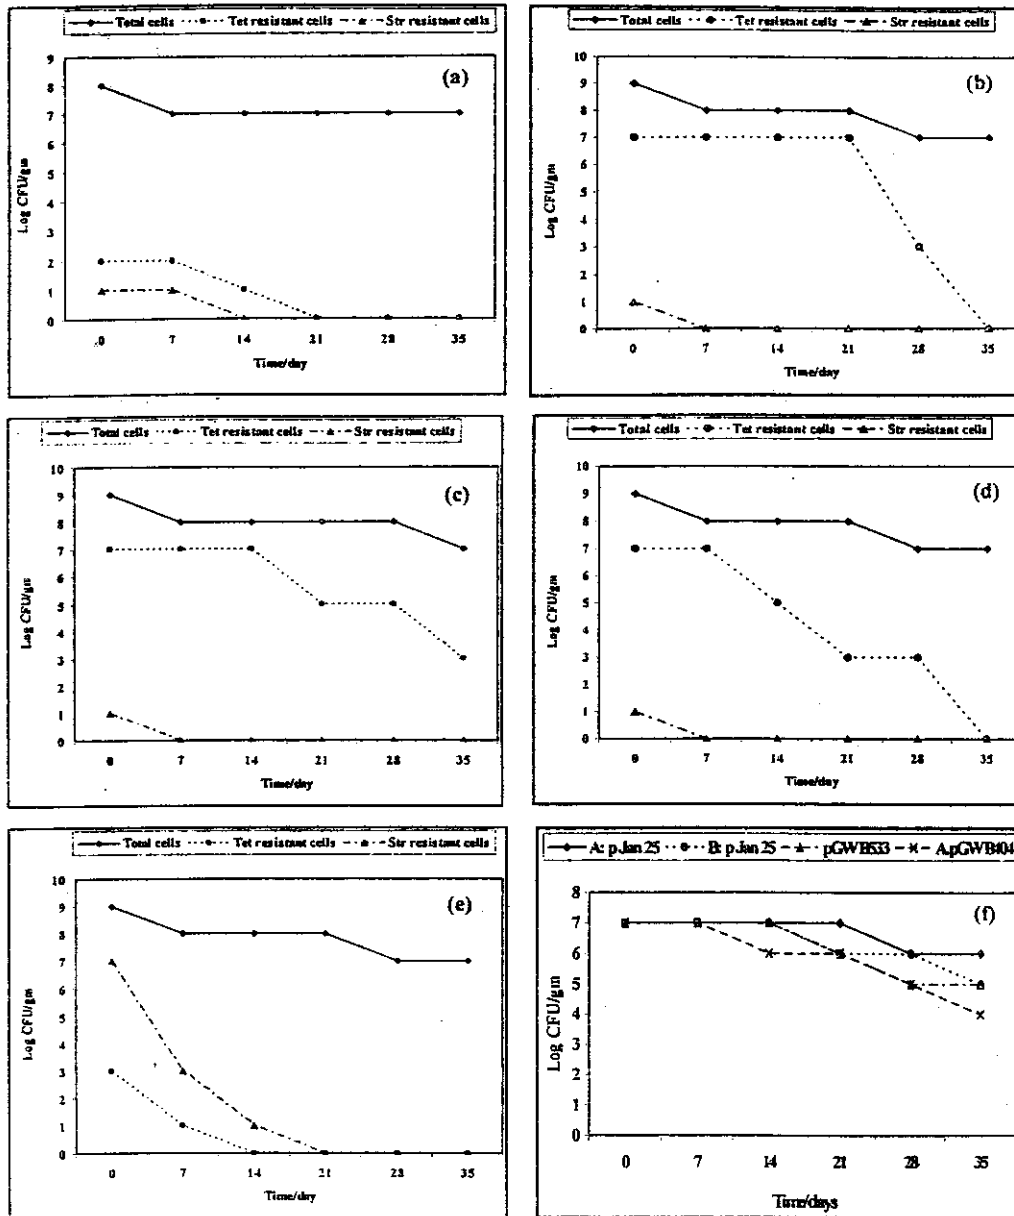 Total cells Tet resistant cells Str resistant cells
(a)
9
8
7
6
5
4
3
2
1
0
Log CFU/gm
0 7 14 21 28 35
Time/day
Total cells Tet resistant cells Str resistant cells
(b)
10
9
8
7
6
5
4
3
2
1
0
Log CFU/gm
0 7 14 21 28 35
Time/day
Total cells Tet resistant cells Str resistant cells
(c)
10
9
8
7
6
5
4
3
2
1
0
Log CFU/gm
0 7 14 21 28 35
Time/day
Total cells Tet resistant cells Str resistant cells
(d)
10
9
8
7
6
5
4
3
2
1
0
Log CFU/gm
0 7 14 21 28 35
Time/day
Total cells Tet resistant cells Str resistant cells
(e)
10
9
8
7
6
5
4
3
2
1
0
Log CFU/gm
0 7 14 21 28 35
Time/day
A: pJan 25 B: pJan 25 pGWB533 A.pGWB404
(f)
8
7
6
5
4
3
2
1
0
Log CFU/gm
0 7 14 21 28 35
Time/days